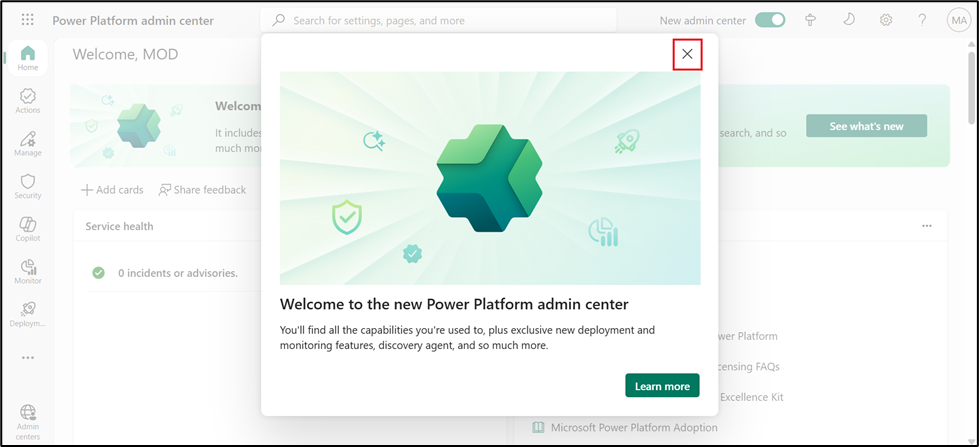 Power Platform admin center
Search for settings, pages, and more
New admin center
MA
Home
Actions
Manage
Security
Copilot
Monitor
Deploym...
Admin
centers
Welcome, MOD
Welcom
It includes
much mor
search, and so
See what's new
Add cards
Share feedback
Service health
0 incidents or advisories.
Welcome to the new Power Platform admin center
You'll find all the capabilities you're used to, plus exclusive new deployment and
monitoring features, discovery agent, and so much more.
Learn more
wer Platform
censing FAQs
Excellence Kit
Microsoft Power Platform Adoption